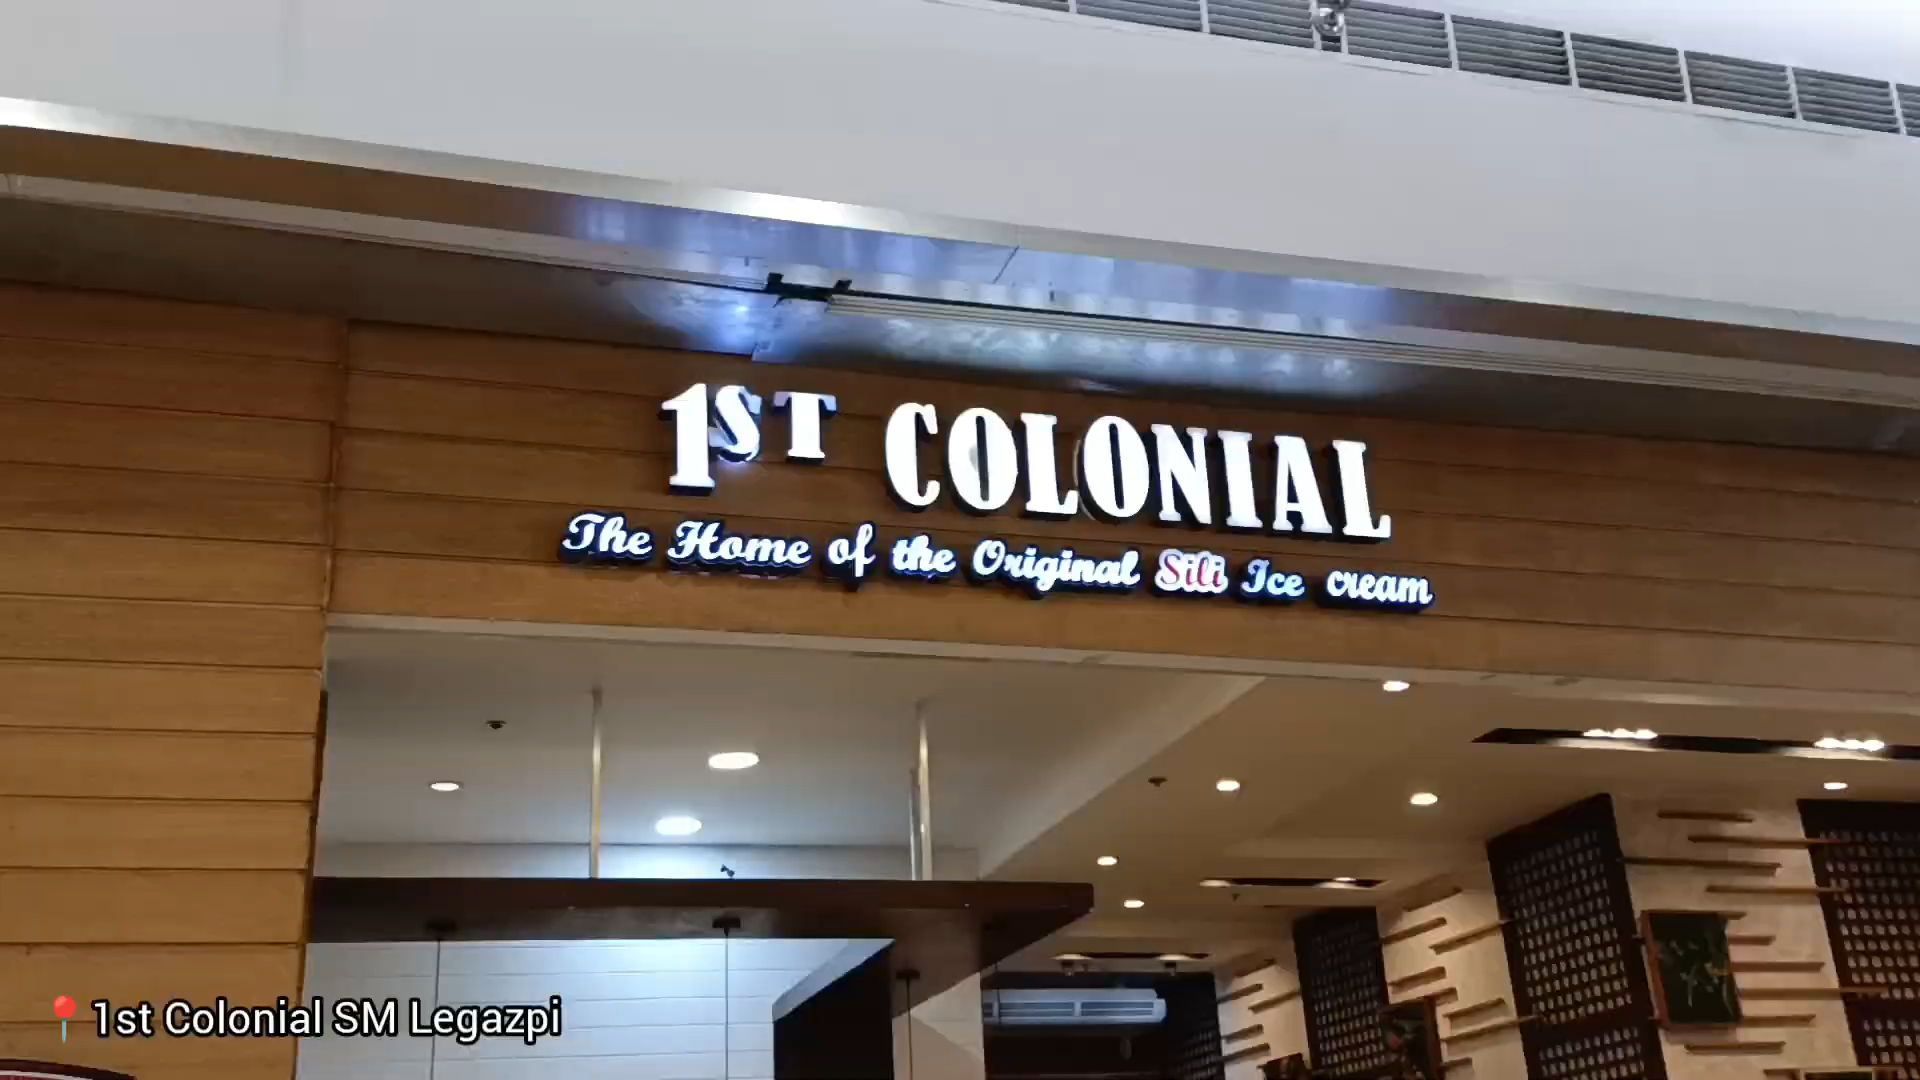 1ST COLONIAL
The Home of the Original Sili Ice cream
1st Colonial SM Legazpi